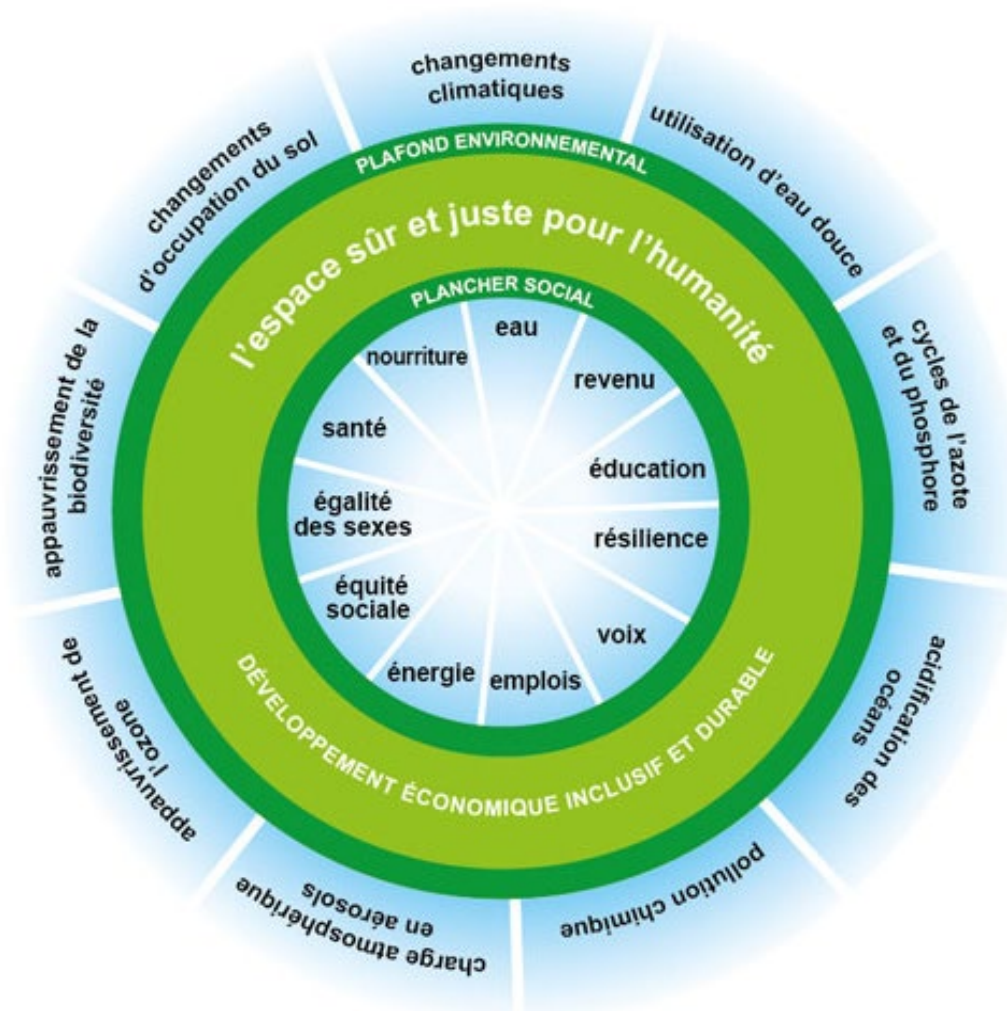 changements
climatiques
utilisation d'eau douce
cycles de l'azote
et du phosphore
acidification des
océans
pollution chimique
charge atmosphérique
en aérosols
appauvrissement de
l'ozone
appauvrissement de la
biodiversité
changements
d'occupation du sol
PLAFOND ENVIRONNEMENTAL
l'espace sûr et juste pour l'humanité
PLANCHER SOCIAL
eau
revenu
éducation
résilience
voix
emplois
énergie
équité
sociale
égalité
des sexes
santé
nourriture
DÉVELOPPEMENT ÉCONOMIQUE INCLUSIF ET DURABLE